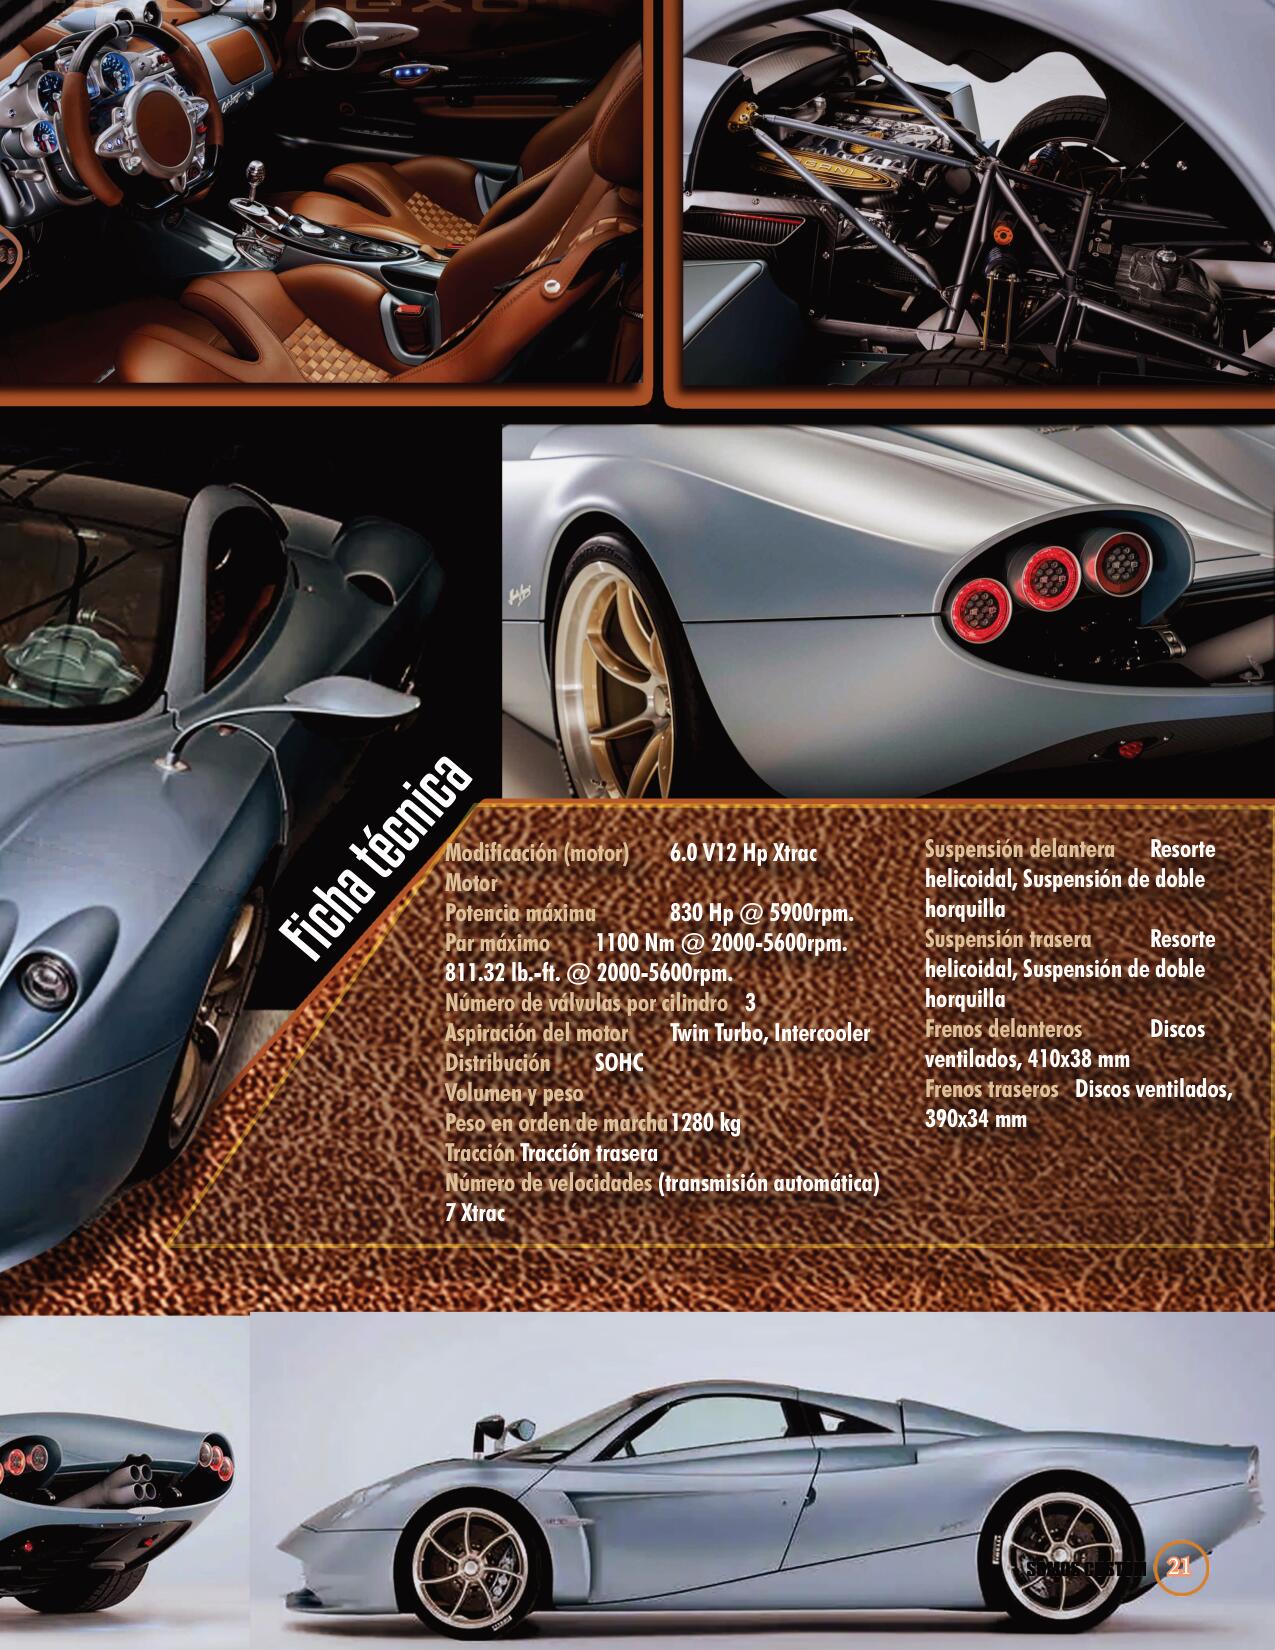 PAGANI
Ficha técnica
Modificación (motor) 6.0 V12 Hp Xtrac
Motor
Potencia máxima 830 Hp @ 5900rpm.
Par máximo 1100 Nm @ 2000-5600rpm.
811.32 lb.-ft. @ 2000-5600rpm.
Número de válvulas por cilindro 3
Aspiración del motor Twin Turbo, Intercooler
Distribución SOHC
Volumen y peso
Peso en orden de marcha 1280 kg
Tracción Tracción trasera
Número de velocidades (transmisión automática)
7 Xtrac
Suspensión delantera Resorte
helicoidal, Suspensión de doble
horquilla
Suspensión trasera Resorte
helicoidal, Suspensión de doble
horquilla
Frenos delanteros Discos
ventilados, 410x38 mm
Frenos traseros Discos ventilados,
390x34 mm
SOMOS CUSTOM 21